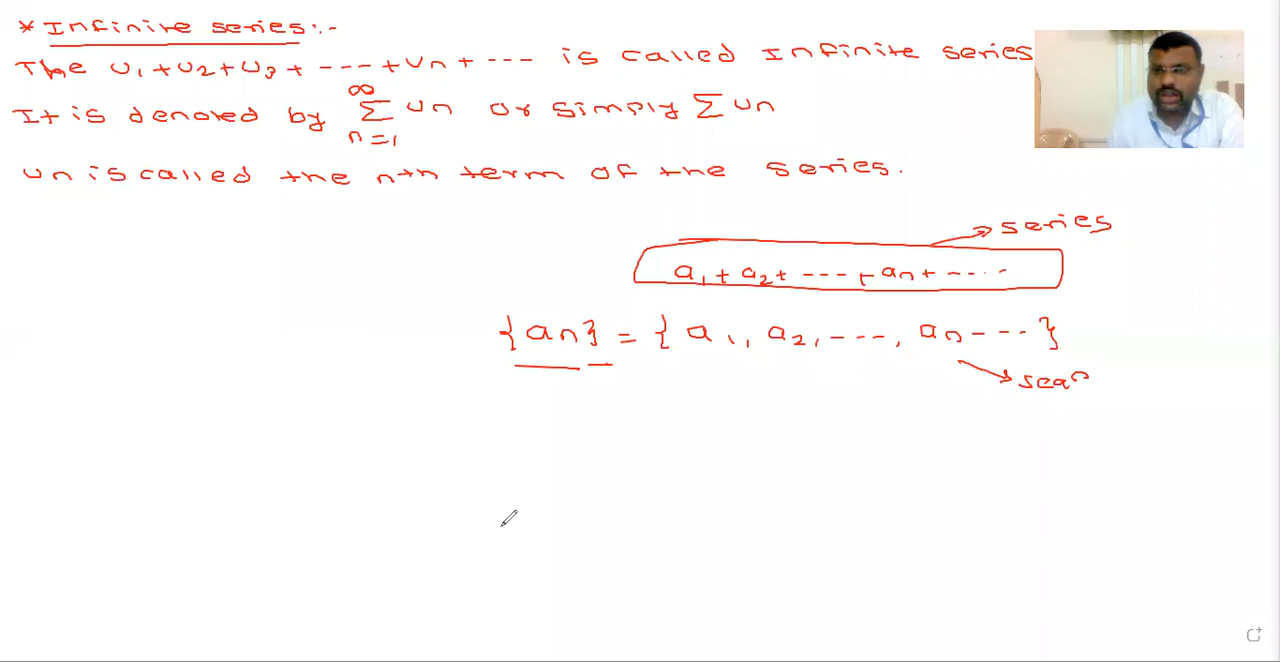 * Infinite series:-
The u₁+u₂+u₃+----+un+--- is called Infinite series
It is denoted by ∞∑n=1 un or simply ∑un
un is called the nth term of the series.
series
a₁+a₂+---+an+----
{an} = {a₁, a₂, ---, an---}